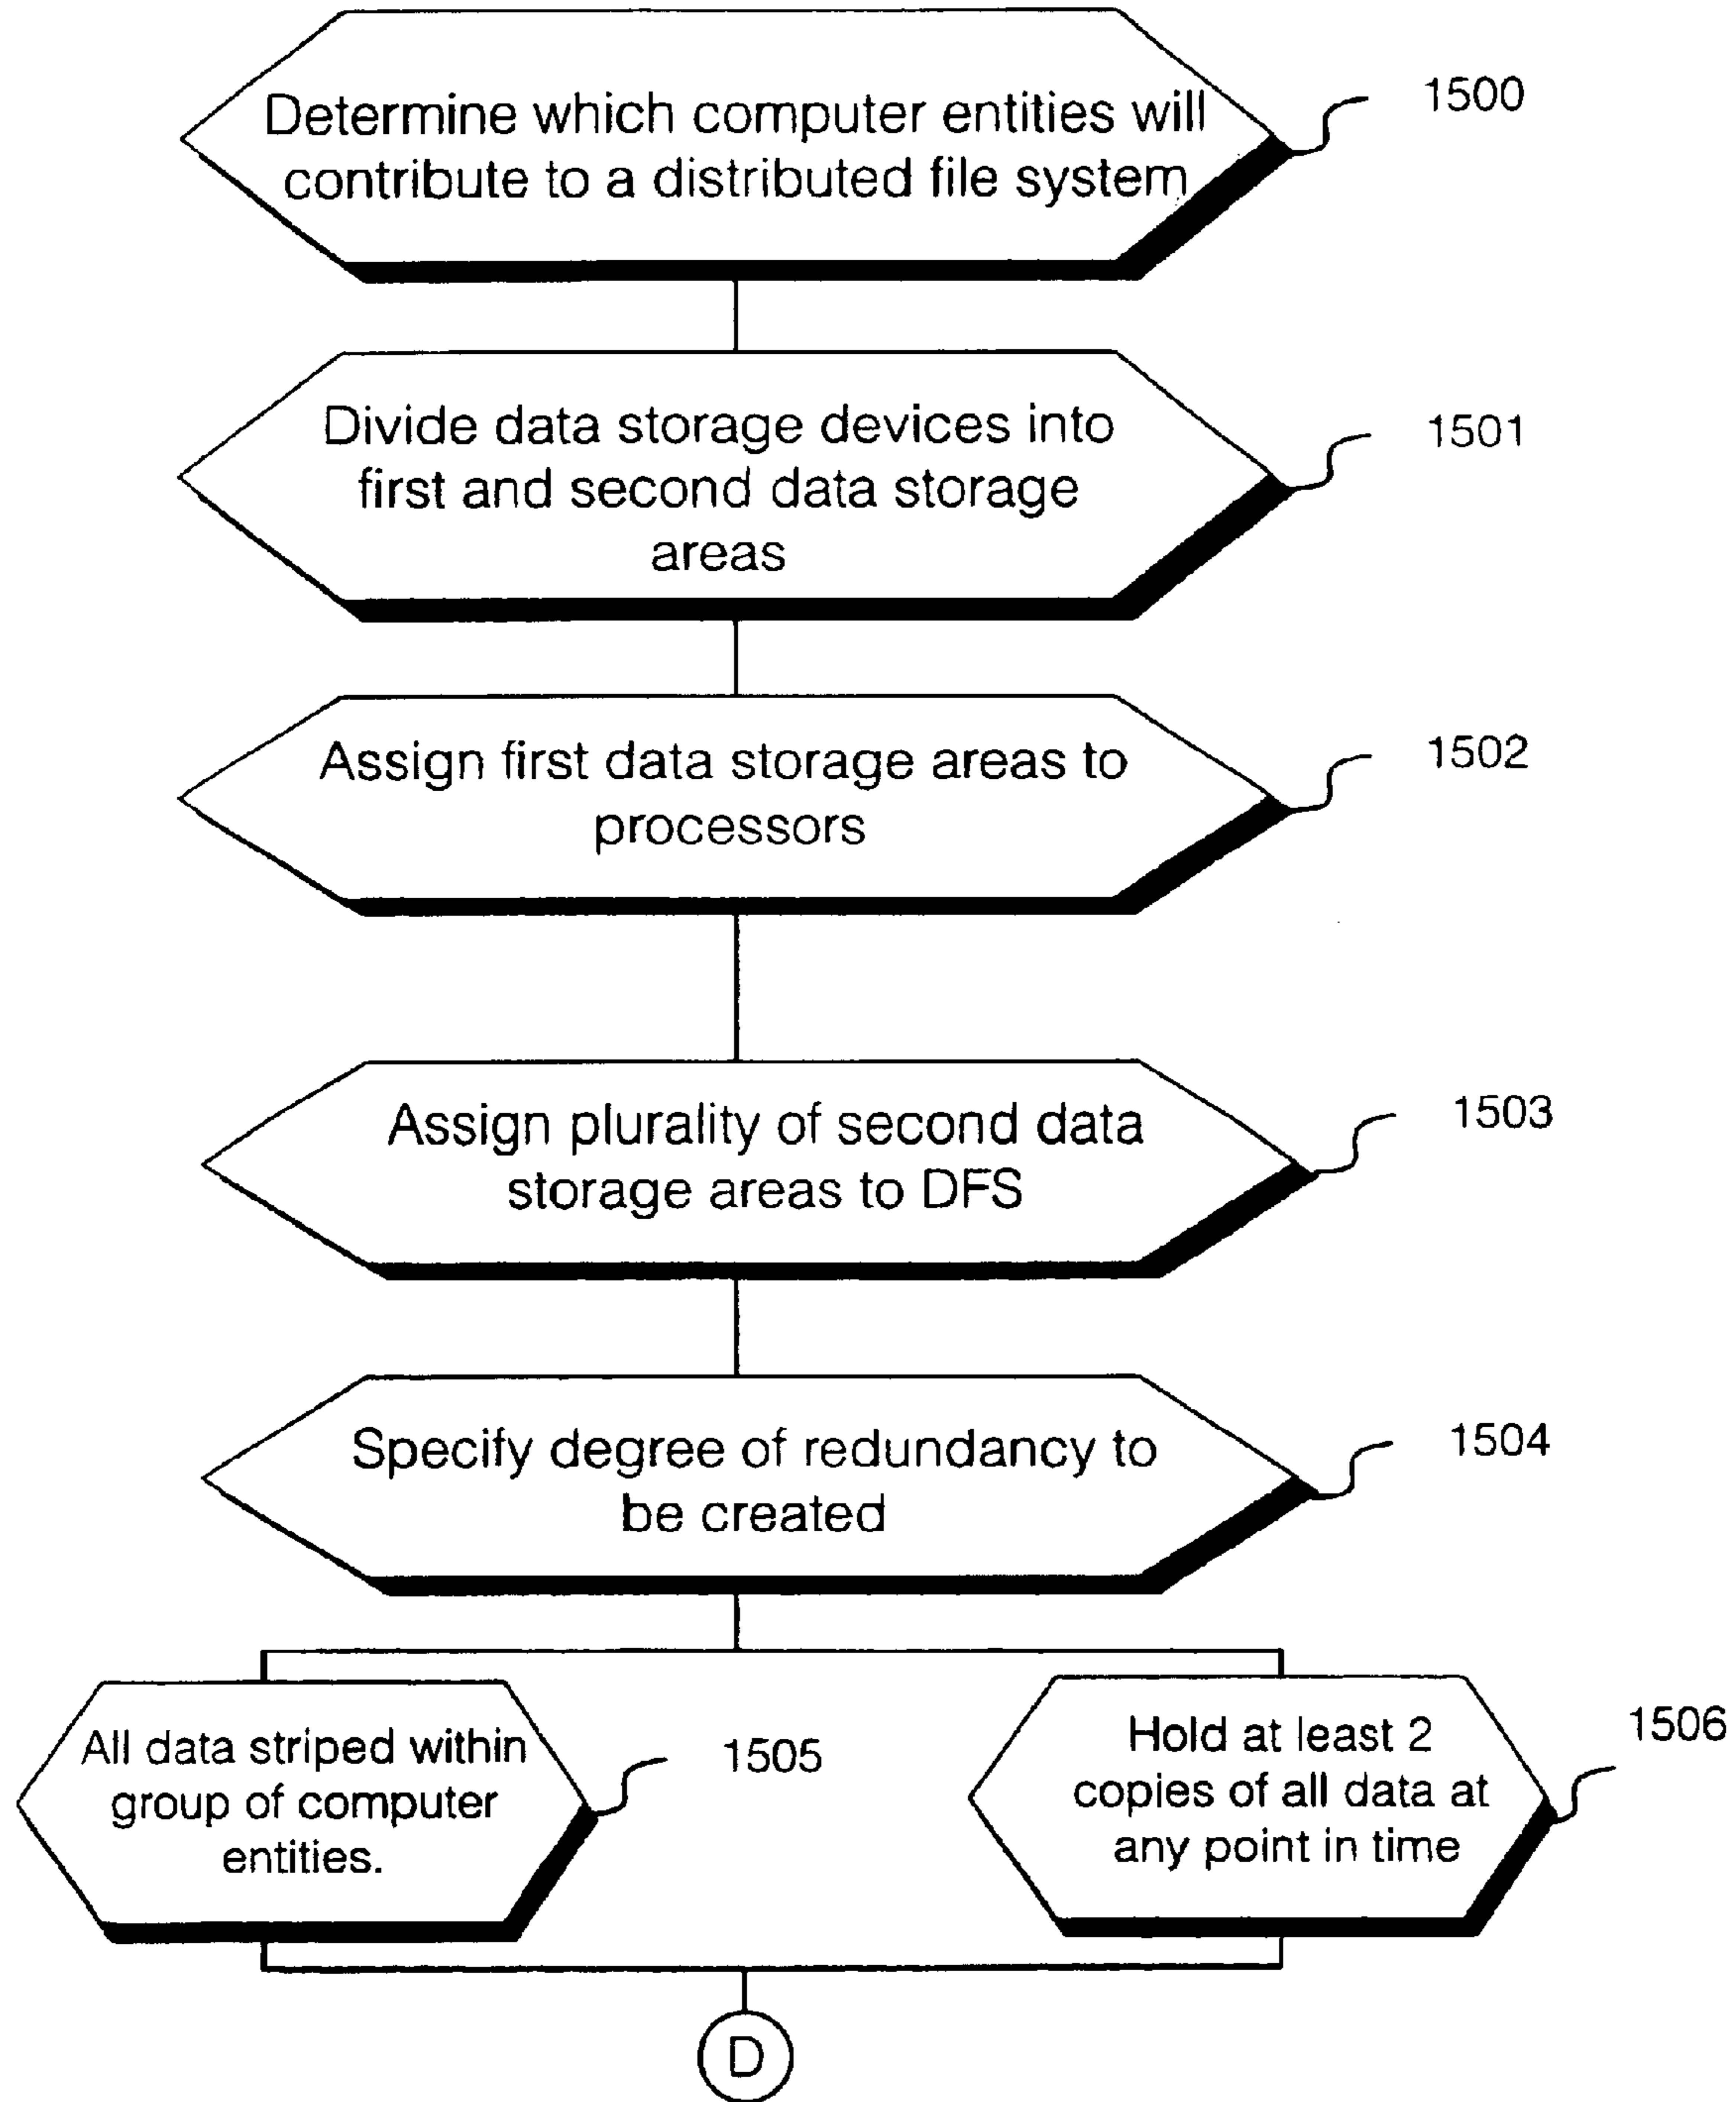 Determine which computer entities will
contribute to a distributed file system
1500
Divide data storage devices into
first and second data storage
areas
1501
Assign first data storage areas to
processors
1502
Assign plurality of second data
storage areas to DFS
1503
Specify degree of redundancy to
be created
1504
All data striped within
group of computer
entities.
1505
Hold at least 2
copies of all data at
any point in time
1506
D